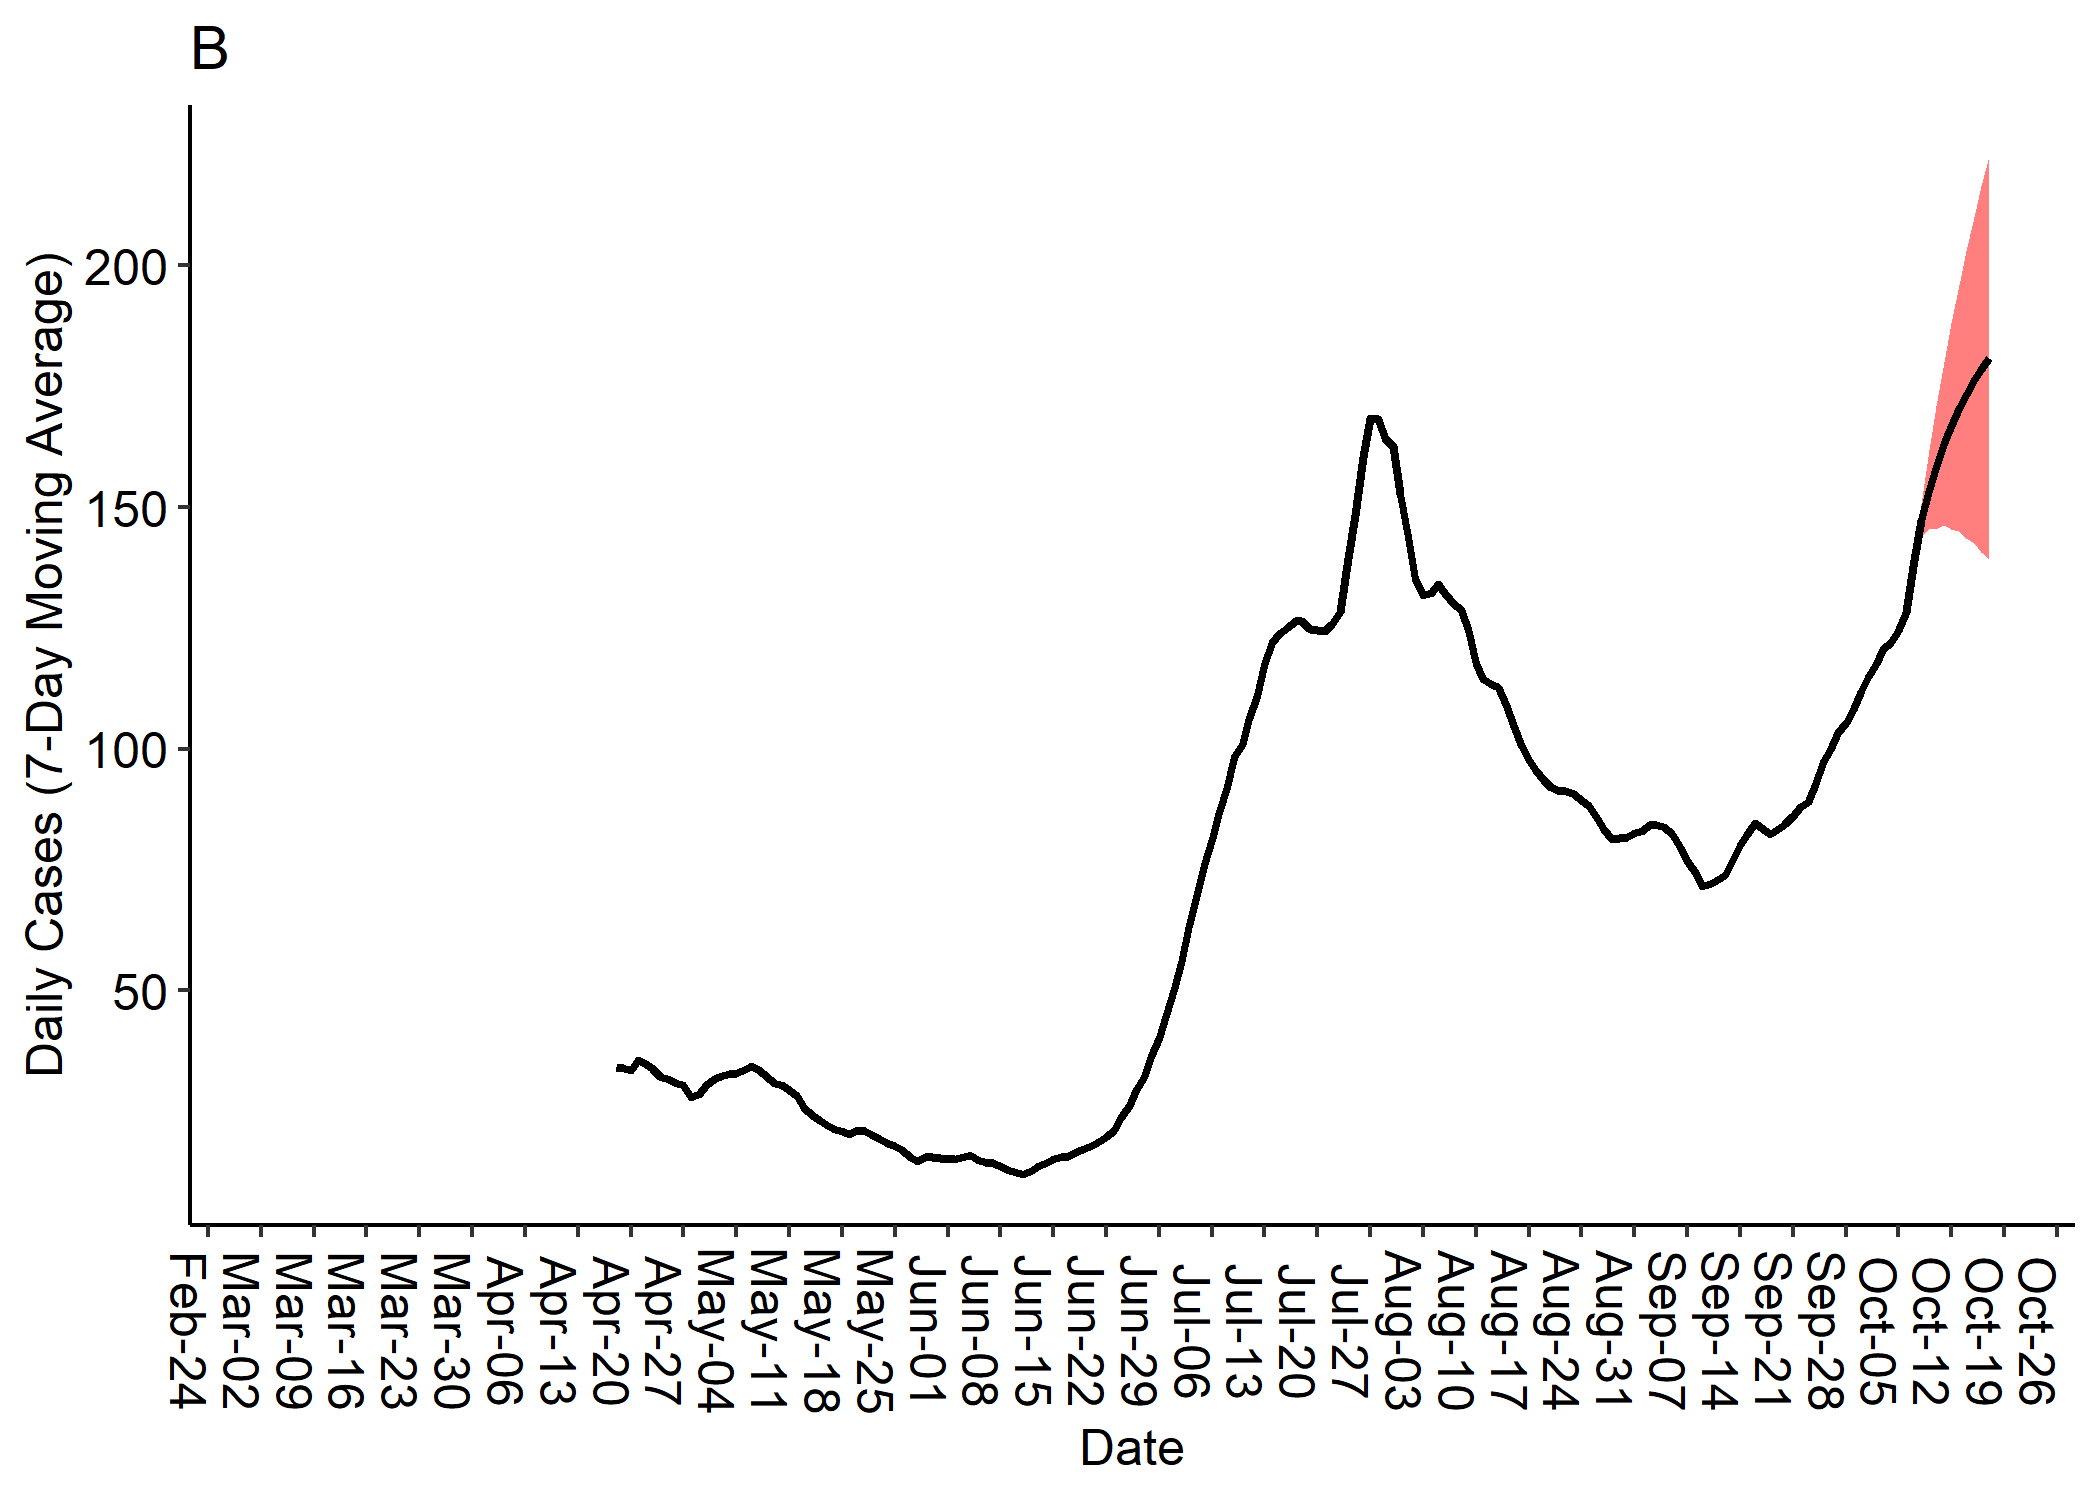 B
Daily Cases (7-Day Moving Average)
200
150
100
50
Feb-24
Mar-02
Mar-09
Mar-16
Mar-23
Mar-30
Apr-06
Apr-13
Apr-20
Apr-27
May-04
May-11
May-18
May-25
Jun-01
Jun-08
Jun-15
Jun-22
Jun-29
Jul-06
Jul-13
Jul-20
Jul-27
Aug-03
Aug-10
Aug-17
Aug-24
Aug-31
Sep-07
Sep-14
Sep-21
Sep-28
Oct-05
Oct-12
Oct-19
Oct-26
Date